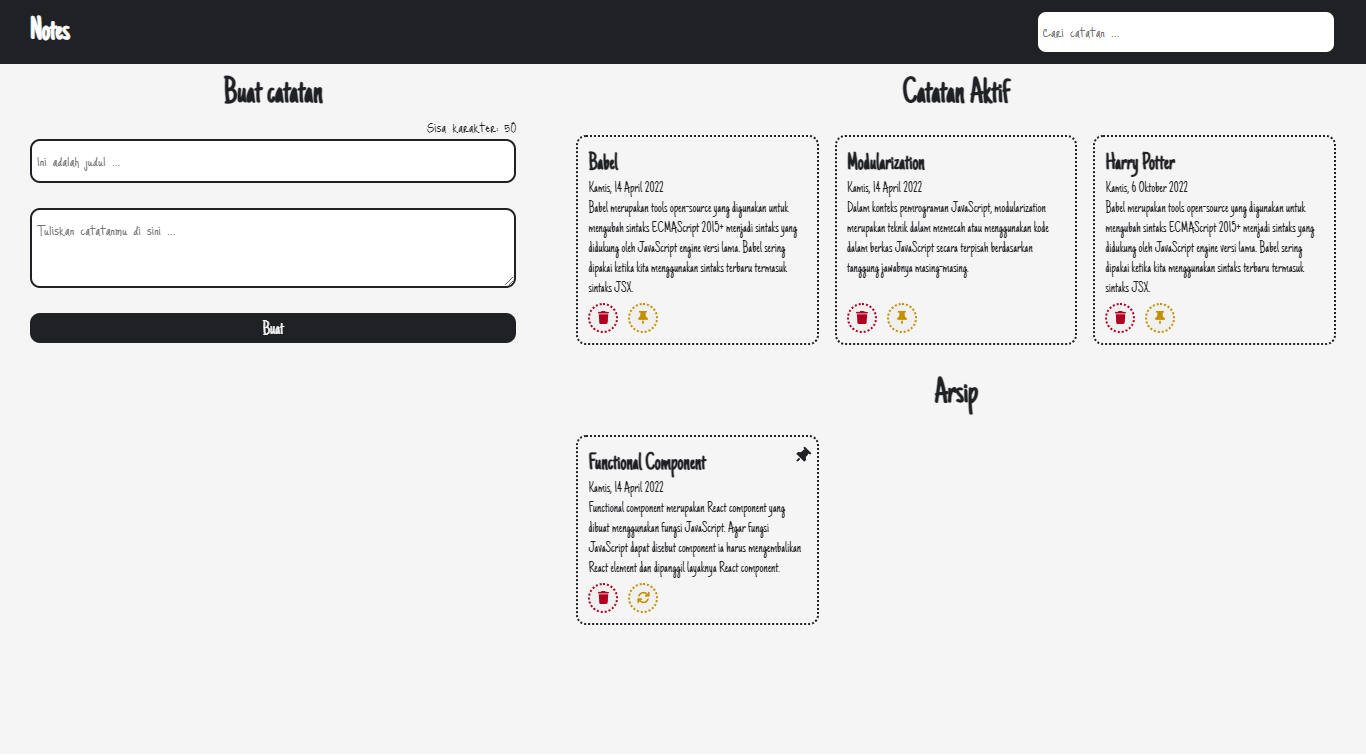 Notes
Cari catatan ...
Buat catatan
Sisa karakter: 50
Ini adalah judul ...
Tuliskan catatanmu di sini ...
Buat
Catatan Aktif
Babel
Kamis, 14 April 2022
Babel merupakan tools open-source yang digunakan untuk
mengubah sintaks ECMAScript 2015+ menjadi sintaks yang
didukung oleh JavaScript engine versi lama. Babel sering
dipakai ketika kita menggunakan sintaks terbaru termasuk
sintaks JSX.
Modularization
Kamis, 14 April 2022
Dalam konteks pemrograman JavaScript, modularization
merupakan teknik dalam memecah atau menggunakan kode
dalam berkas JavaScript secara terpisah berdasarkan
tanggung jawabnya masing-masing.
Harry Potter
Kamis, 6 Oktober 2022
Babel merupakan tools open-source yang digunakan untuk
mengubah sintaks ECMAScript 2015+ menjadi sintaks yang
didukung oleh JavaScript engine versi lama. Babel sering
dipakai ketika kita menggunakan sintaks terbaru termasuk
sintaks JSX.
Arsip
Functional Component
Kamis, 14 April 2022
Functional component merupakan React component yang
dibuat menggunakan fungsi JavaScript. Agar fungsi
JavaScript dapat disebut component ia harus mengembalikan
React element dan dipanggil layaknya React component.